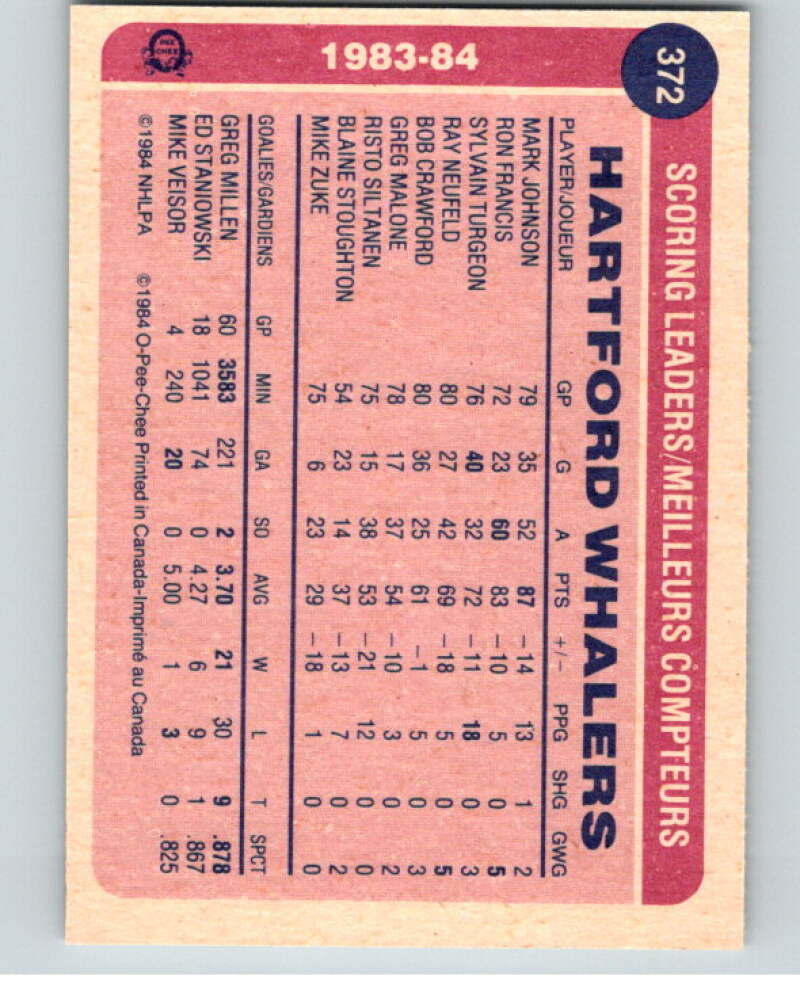 372
SCORING LEADERS/MEILLEURS COMPTEURS
1983-84
O PEE CHEE
HARTFORD WHALERS
PLAYER/JOUEUR GP G A PTS +/− PPG SHG GWG
MARK JOHNSON 79 35 52 87 −14 13 1 2
RON FRANCIS 72 23 60 83 −10 5 0 5
SYLVAIN TURGEON 76 40 32 72 −11 18 0 3
RAY NEUFELD 80 27 42 69 −18 5 0 5
BOB CRAWFORD 80 36 25 61 −1 5 0 3
GREG MALONE 78 17 37 54 −10 3 0 2
RISTO SILTANEN 75 15 38 53 −21 12 0 0
BLAINE STOUGHTON 54 23 14 37 −13 7 0 2
MIKE ZUKE 75 6 23 29 −18 1 0 0
GOALIES/GARDIENS GP MIN GA SO AVG W L T SPCT
GREG MILLEN 60 3583 221 2 3.70 21 30 9 .878
ED STANIOWSKI 18 1041 74 0 4.27 6 9 1 .867
MIKE VEISOR 4 240 20 0 5.00 1 3 0 .825
©1984 NHLPA ©1984 O-Pee-Chee Printed in Canada-Imprimé au Canada